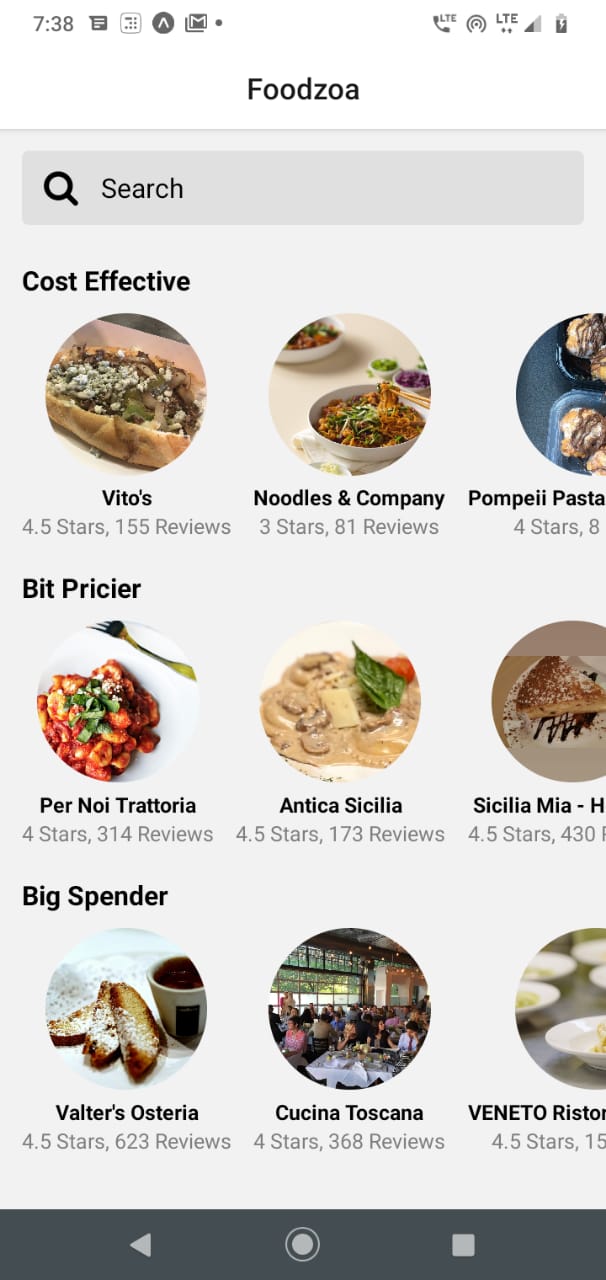 7:38
LTE
LTE
Foodzoa
Search
Cost Effective
Vito's
Noodles & Company
Pompeii Pasta
4.5 Stars, 155 Reviews
3 Stars, 81 Reviews
4 Stars, 8
Bit Pricier
Per Noi Trattoria
Antica Sicilia
Sicilia Mia - H
4 Stars, 314 Reviews
4.5 Stars, 173 Reviews
4.5 Stars, 430
Big Spender
Valter's Osteria
Cucina Toscana
VENETO Ristor
4.5 Stars, 623 Reviews
4 Stars, 368 Reviews
4.5 Stars, 15